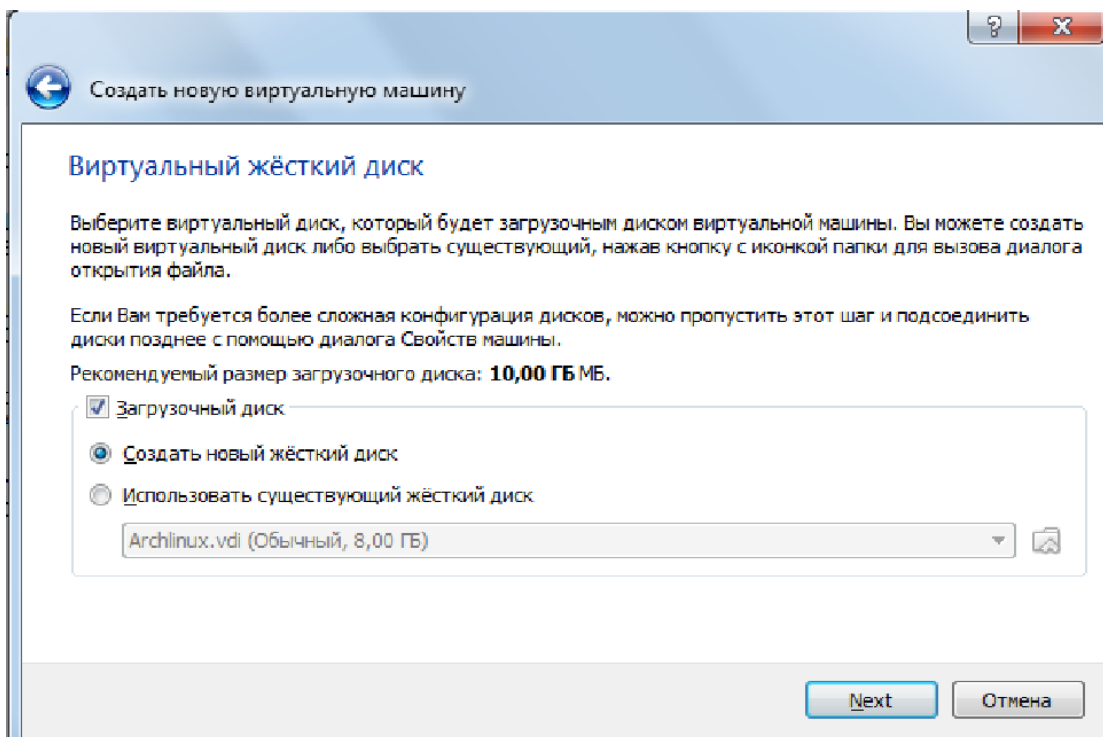 Создать новую виртуальную машину
Виртуальный жёсткий диск
Выберите виртуальный диск, который будет загрузочным диском виртуальной машины. Вы можете создать
новый виртуальный диск либо выбрать существующий, нажав кнопку с иконкой папки для вызова диалога
открытия файла.
Если Вам требуется более сложная конфигурация дисков, можно пропустить этот шаг и подсоединить
диски позднее с помощью диалога Свойств машины.
Рекомендуемый размер загрузочного диска: 10,00 ГБ МБ.
Загрузочный диск
Создать новый жёсткий диск
Использовать существующий жёсткий диск
Archlinux.vdi (Обычный, 8,00 ГБ)
Next
Отмена